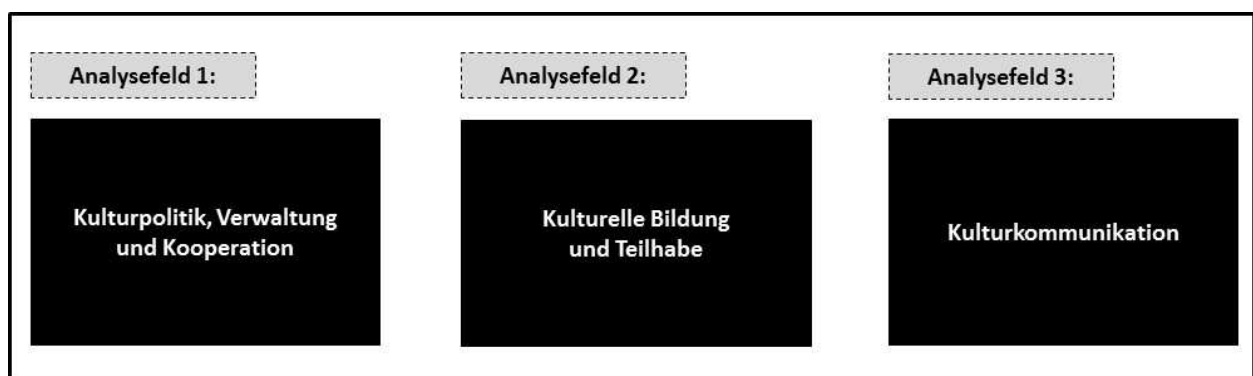 Analysefeld 1:
Kulturpolitik, Verwaltung
und Kooperation
Analysefeld 2:
Kulturelle Bildung
und Teilhabe
Analysefeld 3:
Kulturkommunikation